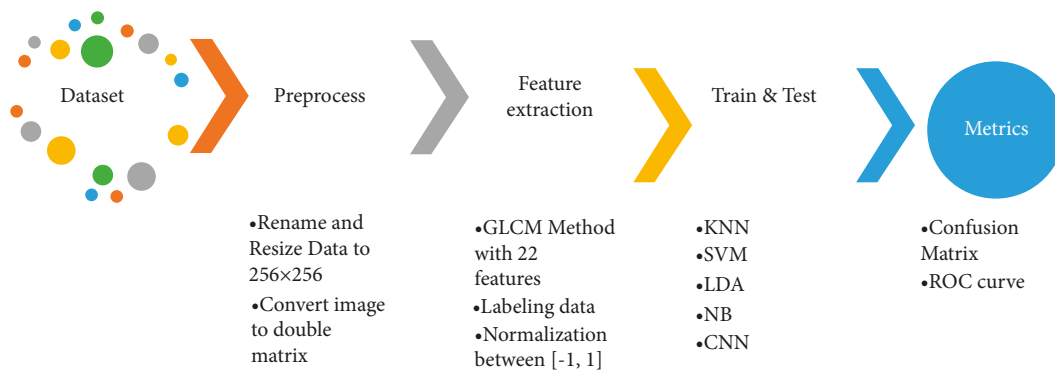 Dataset
Preprocess
Feature
extraction
Train & Test
Metrics
•Rename and
Resize Data to
256×256
•Convert image
to double
matrix
•GLCM Method
with 22
features
•Labeling data
•Normalization
between [-1, 1]
•KNN
•SVM
•LDA
•NB
•CNN
•Confusion
Matrix
•ROC curve